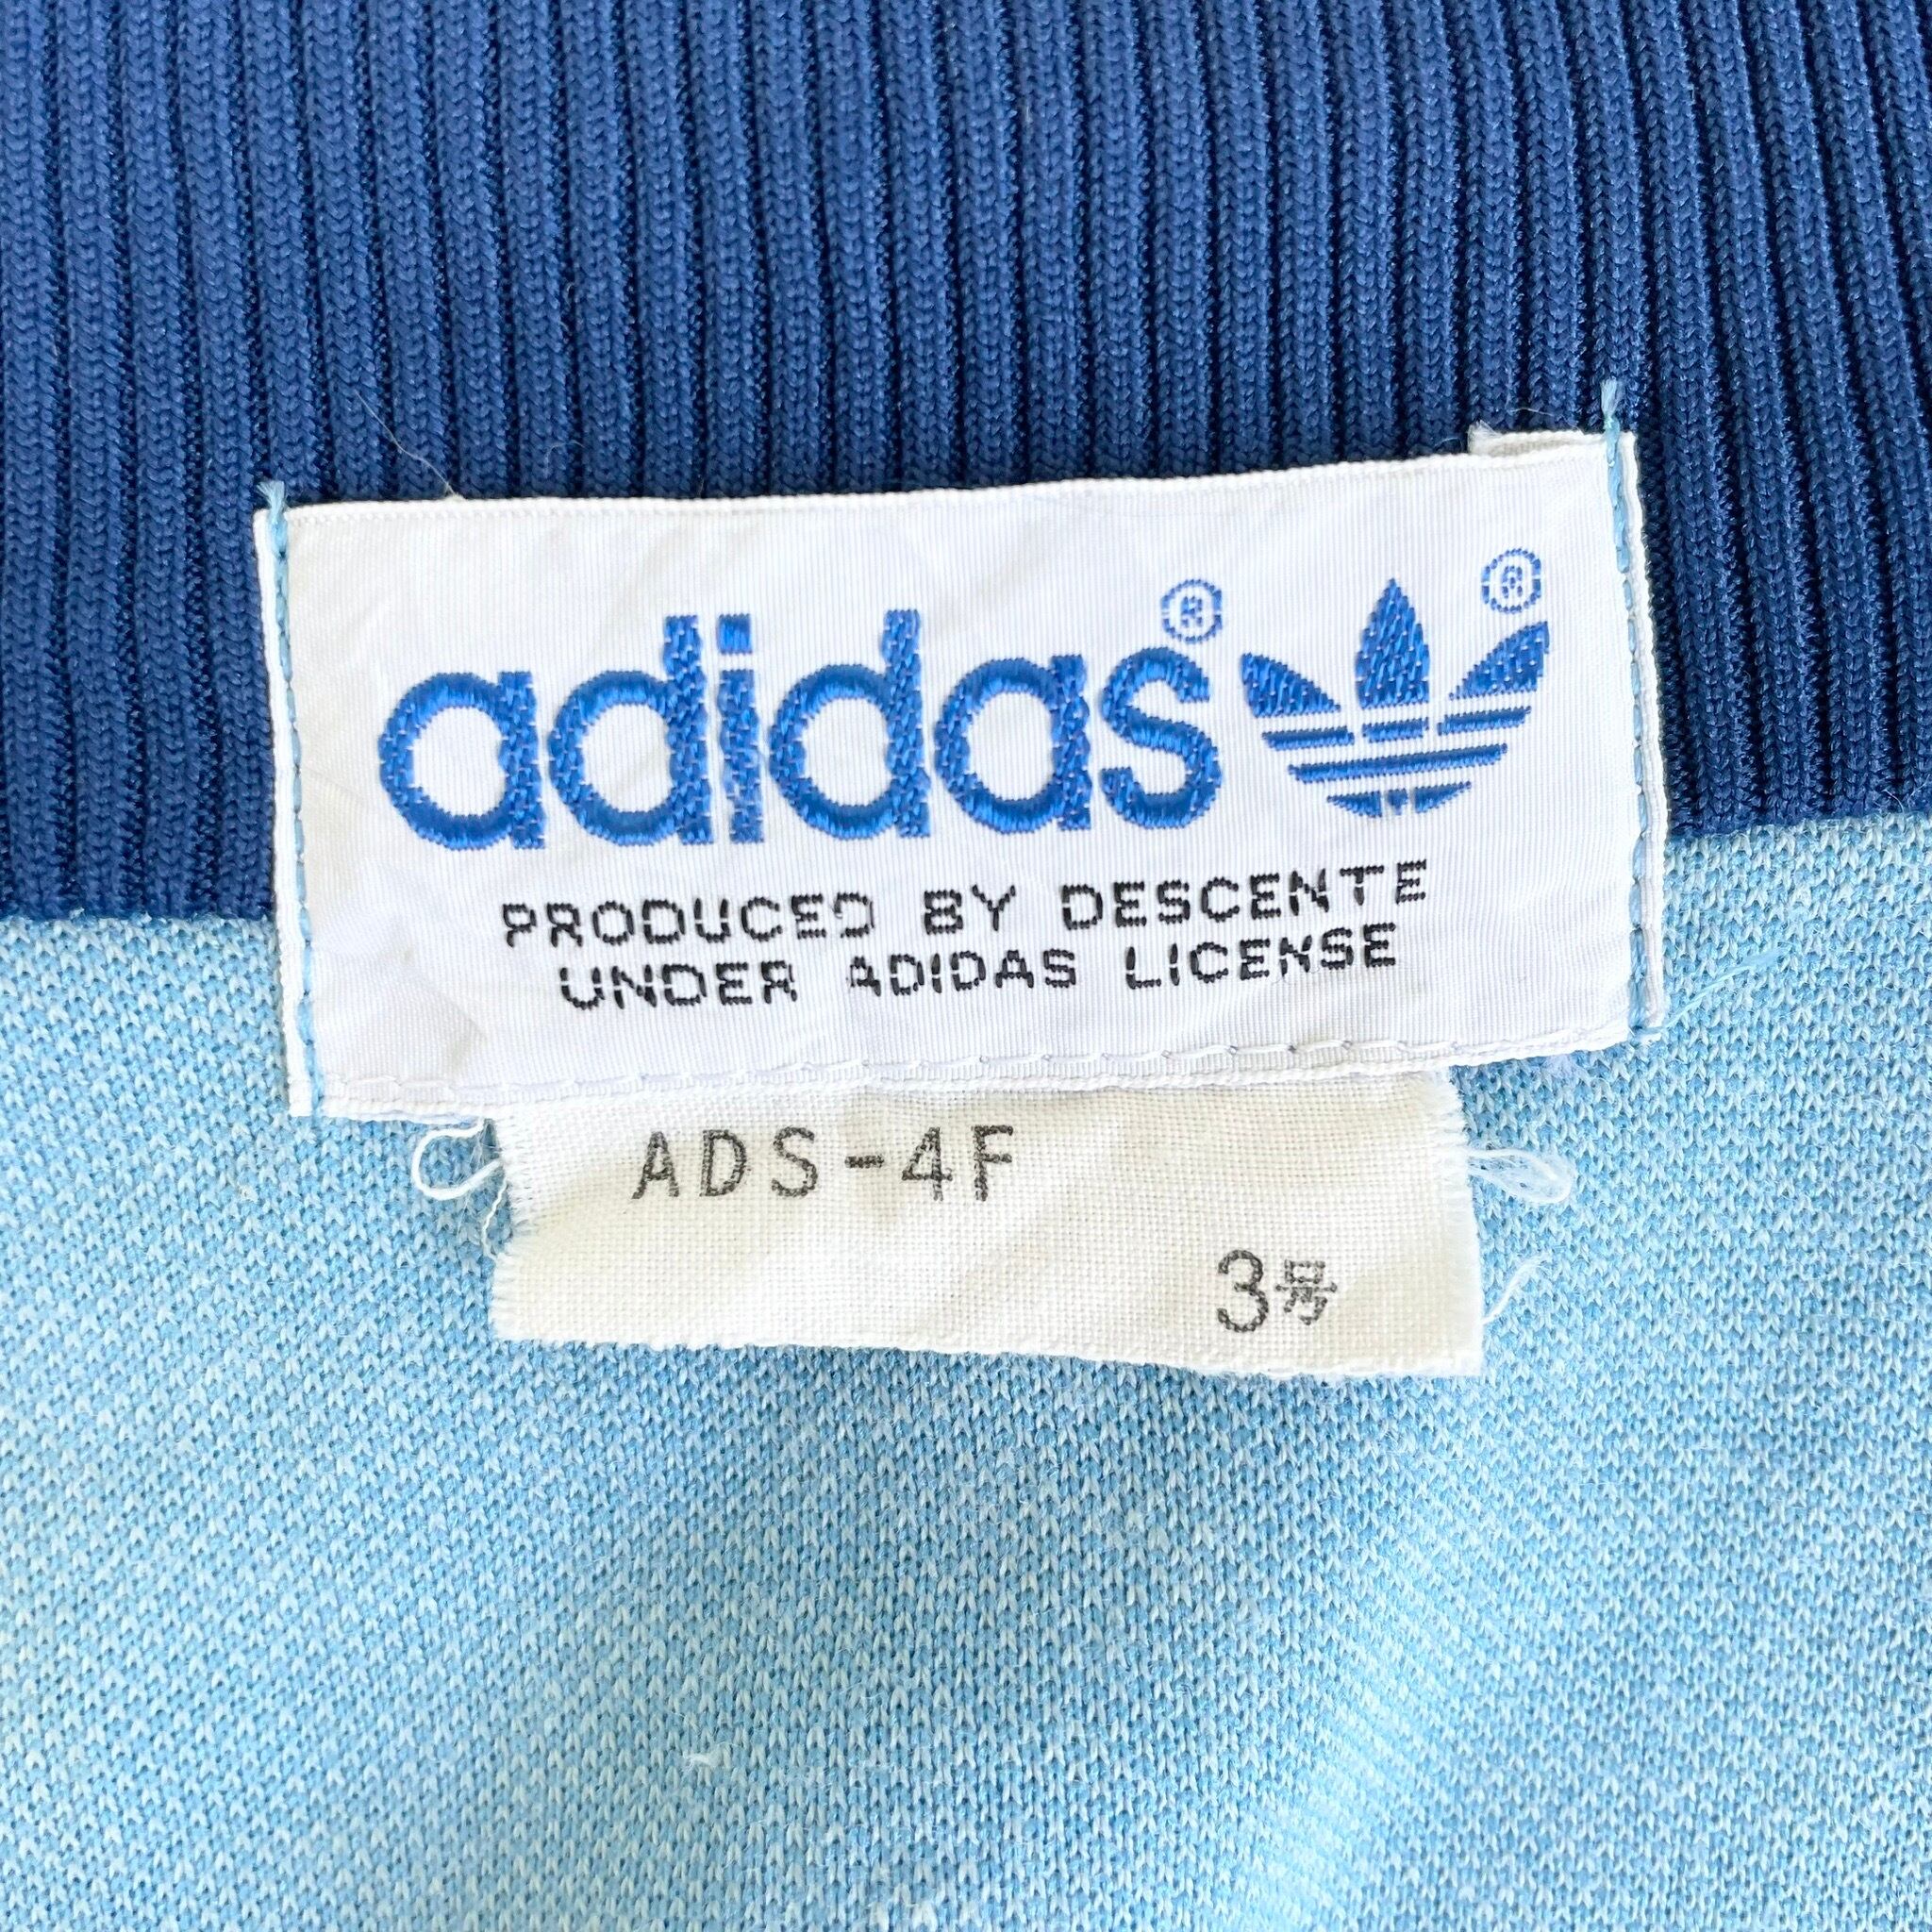 adidas® ®
PRODUCED BY DESCENTE
UNDER ADIDAS LICENSE
ADS-4F
3号